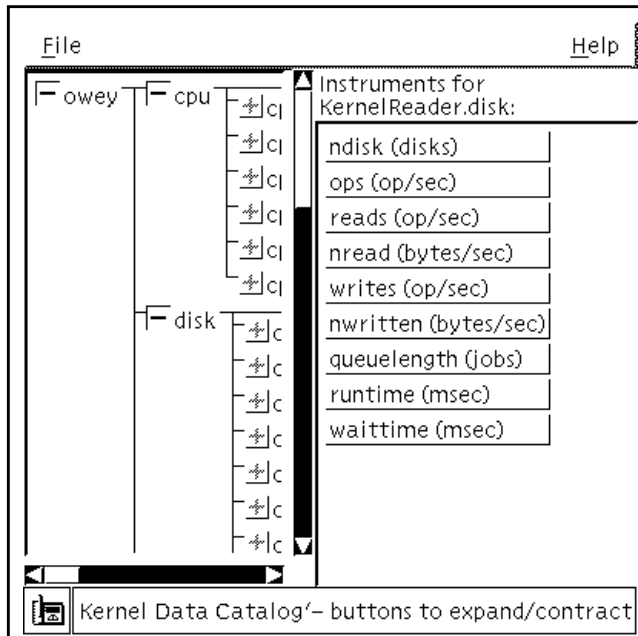 File Help
Instruments for
KernelReader.disk:
owey cpu
ndisk (disks)
ops (op/sec)
reads (op/sec)
nread (bytes/sec)
writes (op/sec)
disk
nwritten (bytes/sec)
queuelength (jobs)
runtime (msec)
waittime (msec)
Kernel Data Catalog′– buttons to expand/contract